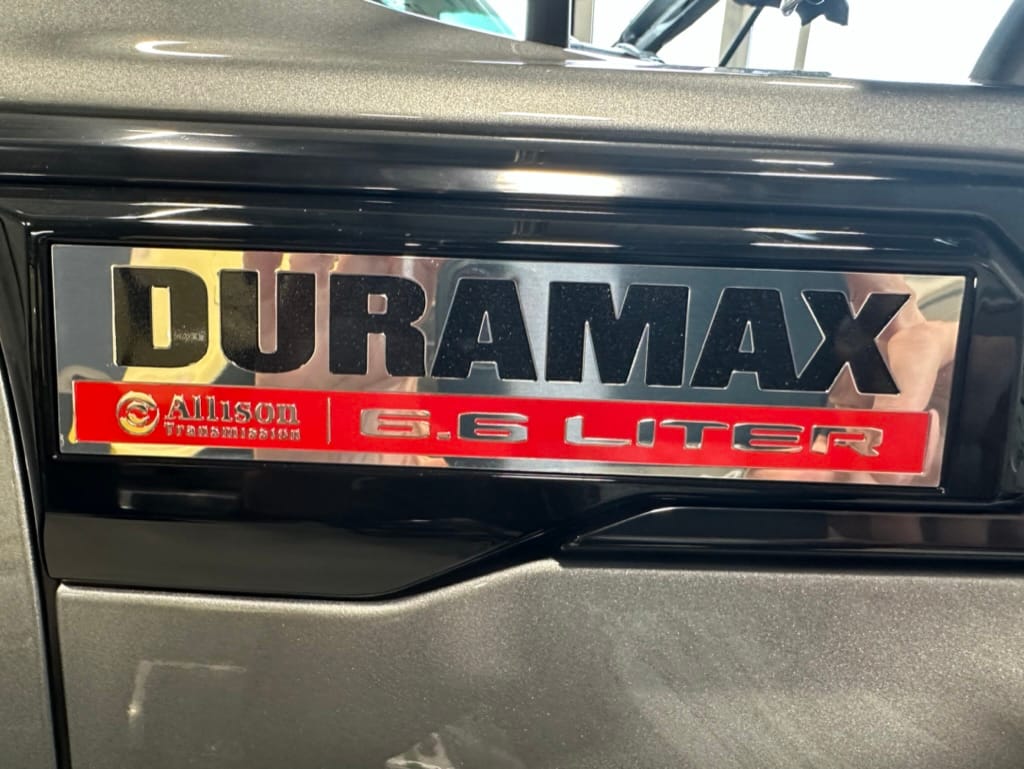 DURAMAX
Allison
Transmission
6.6 LITER